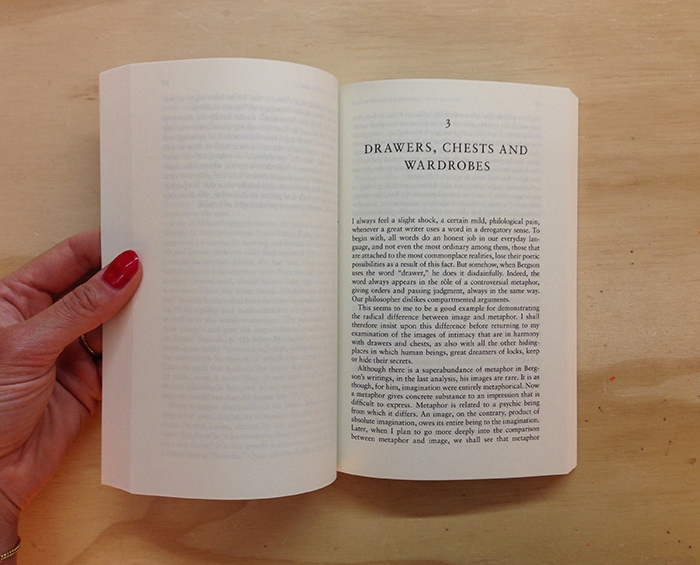 3
DRAWERS, CHESTS AND
WARDROBES
I always feel a slight shock, a certain mild, philological pain,
whenever a great writer uses a word in a derogatory sense. To
begin with, all words do an honest job in our everyday lan-
guage, and not even the most ordinary among them, those that
are attached to the most commonplace realities, lose their poetic
possibilities as a result of this fact. But somehow, when Bergson
uses the word “drawer,” he does it disdainfully. Indeed, the
word always appears in the rôle of a controversial metaphor,
giving orders and passing judgment, always in the same way.
Our philosopher dislikes compartmented arguments.
This seems to me to be a good example for demonstrating
the radical difference between image and metaphor. I shall
therefore insist upon this difference before returning to my
examination of the images of intimacy that are in harmony
with drawers and chests, as also with all the other hiding-
places in which human beings, great dreamers of locks, keep
or hide their secrets.
Although there is a superabundance of metaphor in Berg-
son’s writings, in the last analysis, his images are rare. It is as
though, for him, imagination were entirely metaphorical. Now
a metaphor gives concrete substance to an impression that is
difficult to express. Metaphor is related to a psychic being
from which it differs. An image, on the contrary, product of
absolute imagination, owes its entire being to the imagination.
Later, when I plan to go more deeply into the comparison
between metaphor and image, we shall see that metaphor